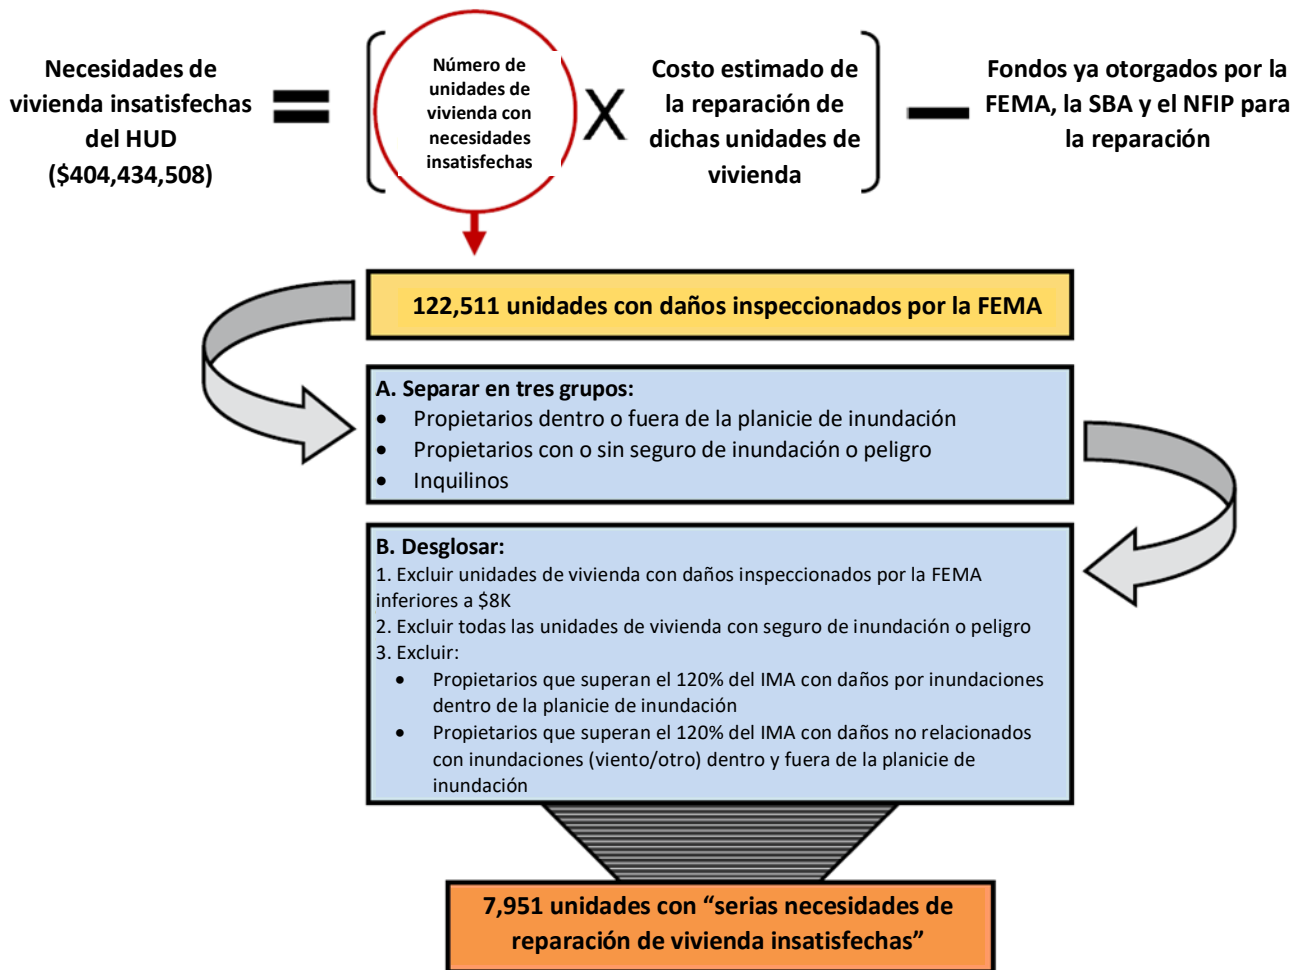 Necesidades de
vivienda insatisfechas
del HUD
($404,434,508)
=
Número de
unidades de
vivienda con
necesidades
insatisfechas
X
Costo estimado de
la reparación de
dichas unidades de
vivienda
—
Fondos ya otorgados por la
FEMA, la SBA y el NFIP para
la reparación
122,511 unidades con daños inspeccionados por la FEMA
A. Separar en tres grupos:
• Propietarios dentro o fuera de la planicie de inundación
• Propietarios con o sin seguro de inundación o peligro
• Inquilinos
B. Desglosar:
1. Excluir unidades de vivienda con daños inspeccionados por la FEMA
inferiores a $8K
2. Excluir todas las unidades de vivienda con seguro de inundación o peligro
3. Excluir:
• Propietarios que superan el 120% del IMA con daños por inundaciones
dentro de la planicie de inundación
• Propietarios que superan el 120% del IMA con daños no relacionados
con inundaciones (viento/otro) dentro y fuera de la planicie de
inundación
7,951 unidades con “serias necesidades de
reparación de vivienda insatisfechas”